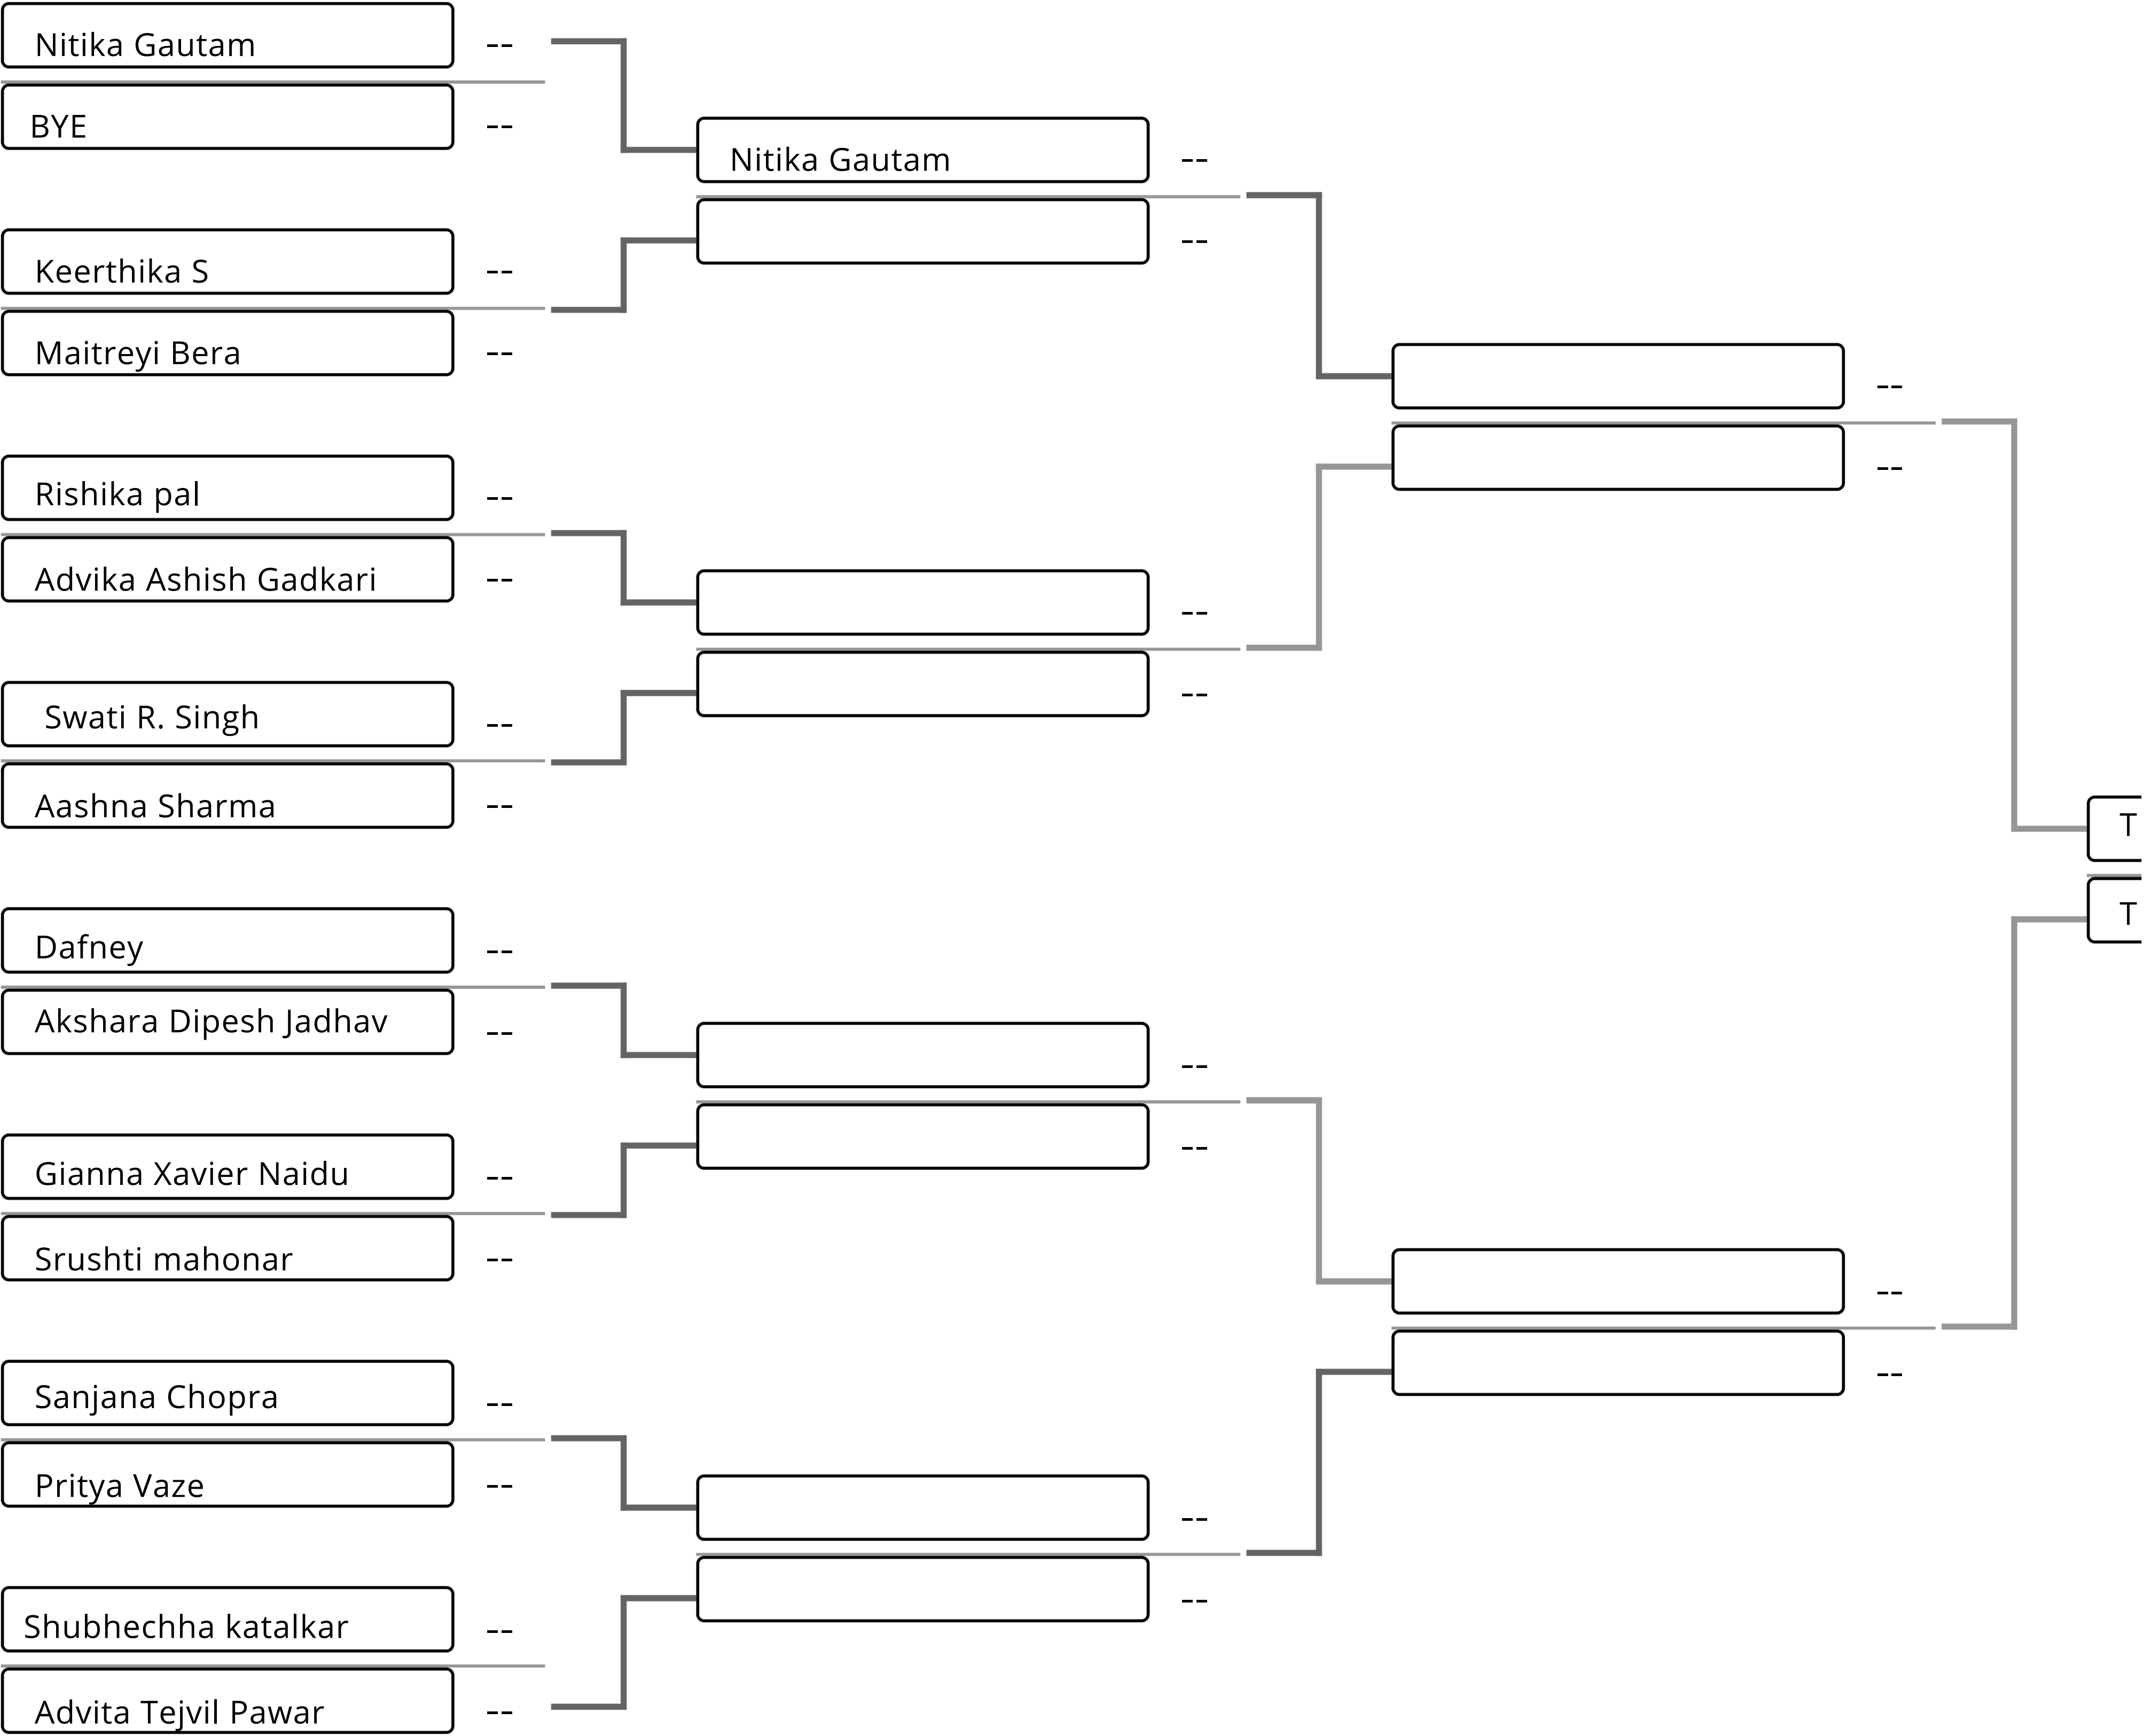 Nitika Gautam --
BYE --
Nitika Gautam --
--
Keerthika S --
Maitreyi Bera --
--
--
Rishika pal --
Advika Ashish Gadkari --
--
--
Swati R. Singh --
Aashna Sharma --
T
T
Dafney --
Akshara Dipesh Jadhav --
--
--
Gianna Xavier Naidu --
Srushti mahonar --
--
--
Sanjana Chopra --
Pritya Vaze --
--
--
Shubhechha katalkar --
Advita Tejvil Pawar --